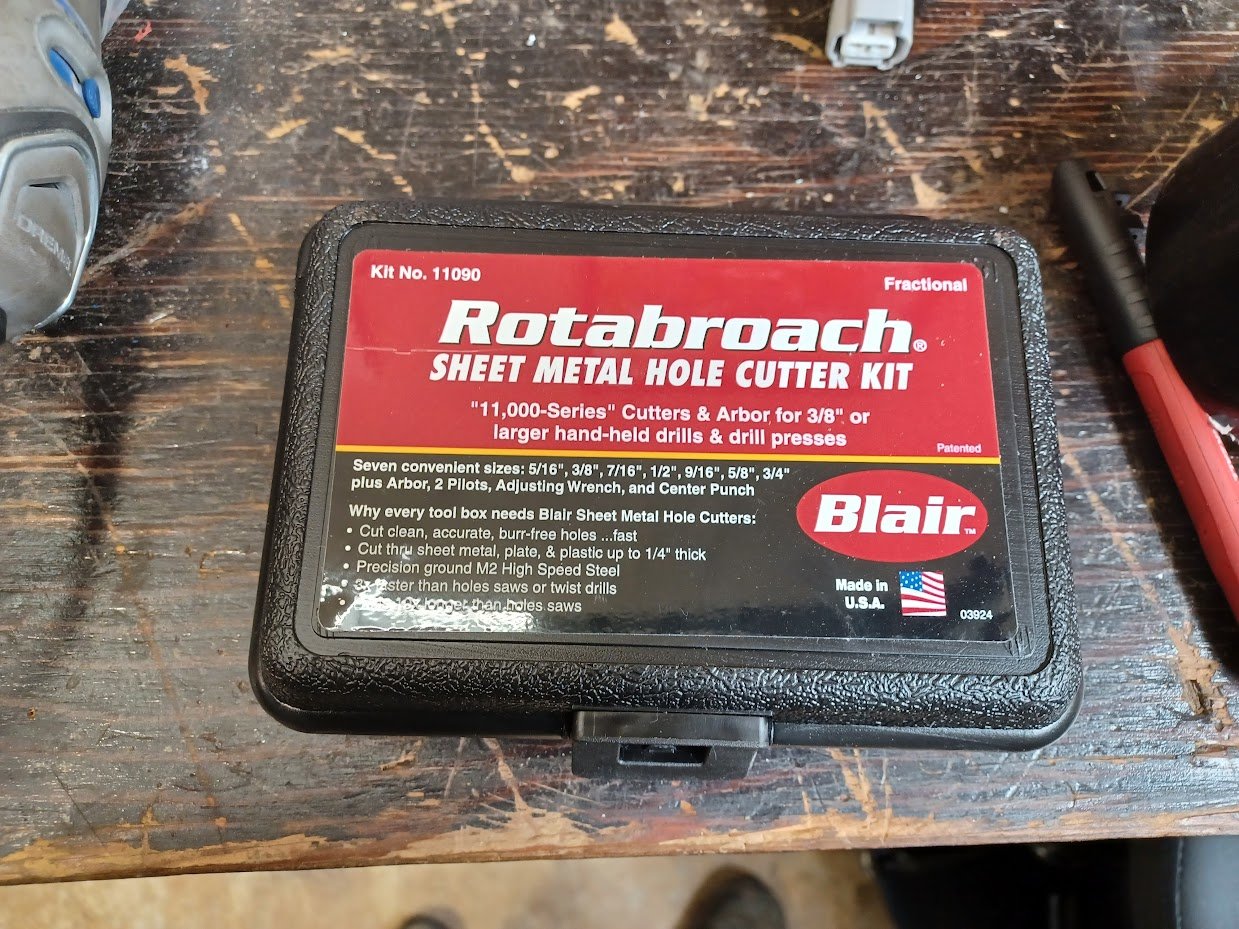 DREMEL
Kit No. 11090
Fractional
Rotabroach®
SHEET METAL HOLE CUTTER KIT
"11,000-Series" Cutters & Arbor for 3/8" or
larger hand-held drills & drill presses
Patented
Seven convenient sizes: 5/16", 3/8", 7/16", 1/2", 9/16", 5/8", 3/4"
plus Arbor, 2 Pilots, Adjusting Wrench, and Center Punch
Blair™
Why every tool box needs Blair Sheet Metal Hole Cutters:
• Cut clean, accurate, burr-free holes ...fast
• Cut thru sheet metal, plate, & plastic up to 1/4" thick
• Precision ground M2 High Speed Steel
• 3x faster than holes saws or twist drills
• longer than holes saws
Made in
U.S.A.
03924